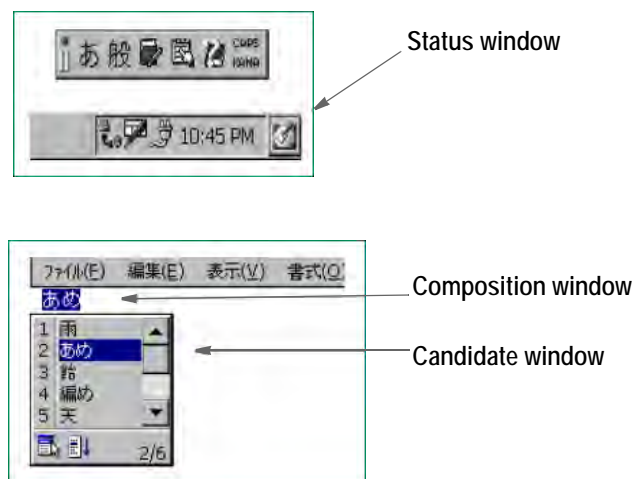 あ 般 CAPS
KANA
Status window
10:45 PM
ファイル(F) 編集(E) 表示(V) 書式(O
あめ
Composition window
1 雨
2 あめ
Candidate window
3 飴
4 編め
5 天
2/6